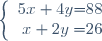 5x + 4y=88
x + 2y =26